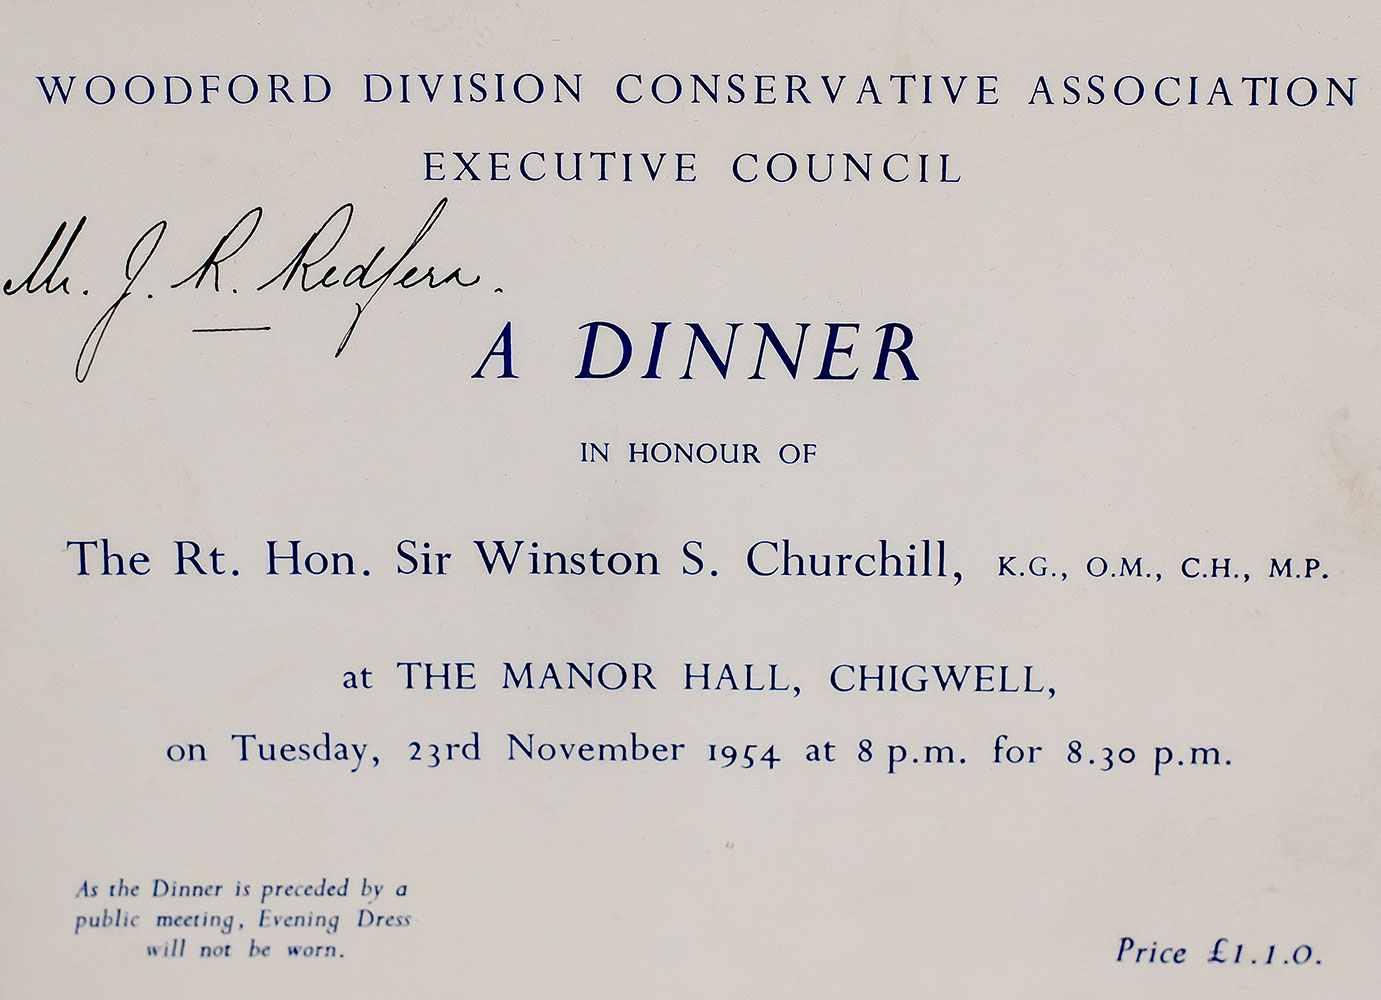 WOODFORD DIVISION CONSERVATIVE ASSOCIATION
EXECUTIVE COUNCIL
Mr. J. R. Redfern.
A DINNER
IN HONOUR OF
The Rt. Hon. Sir Winston S. Churchill, K.G., O.M., C.H., M.P.
at THE MANOR HALL, CHIGWELL,
on Tuesday, 23rd November 1954 at 8 p.m. for 8.30 p.m.
As the Dinner is preceded by a
public meeting, Evening Dress
will not be worn.
Price £1.1.0.